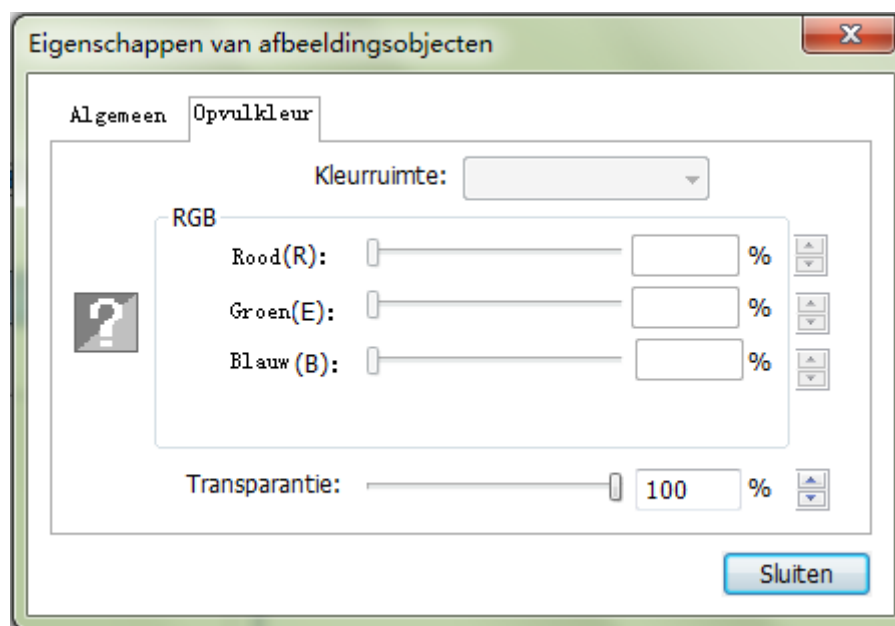 Eigenschappen van afbeeldingsobjecten
Algemeen Opvulkleur
Kleurruimte:
RGB
Rood(R): %
Groen(E): %
?
Blauw(B): %
Transparantie: 100 %
Sluiten